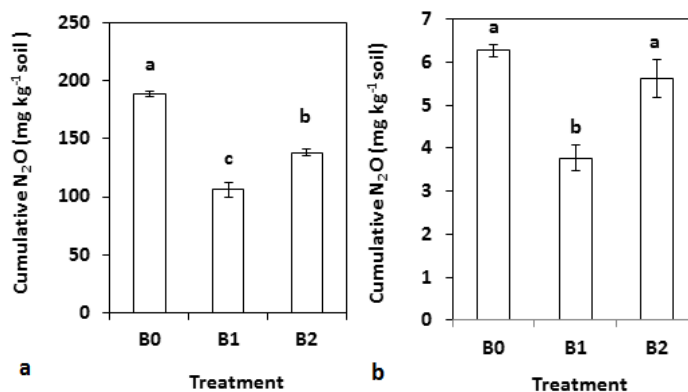 Cumulative N₂O (mg kg⁻¹ soil )
250
200
150
100
50
0
a
c
b
B0 B1 B2
Treatment
a
Cumulative N₂O (mg kg⁻¹ soil)
7
6
5
4
3
2
1
0
a
b
a
B0 B1 B2
Treatment
b